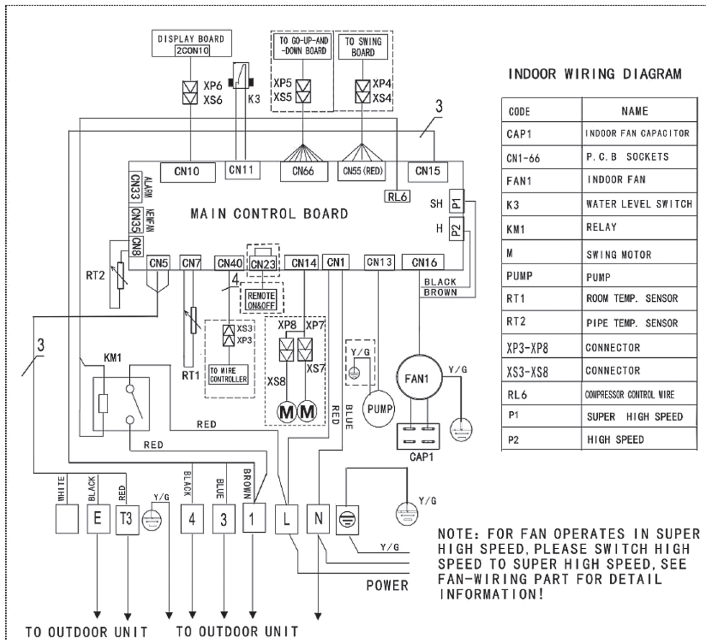 DISPLAY BOARD
2CON10
TO GO-UP-AND
-DOWN BOARD
TO SWING
BOARD
XP6
XS6
K3
XP5
XS5
XP4
XS4
3
CN10
CN11
CN66
CN55 (RED)
CN15
RL6
ALARM
CN33
NEWFAN
CN35
CN8
MAIN CONTROL BOARD
SH
P1
H
P2
CN5
CN7
CN40
CN23
CN14
CN1
CN13
CN16
BLACK
BROWN
RT2
4
REMOTE
ON&OFF
RT1
XS3
XP3
TO WIRE
CONTROLLER
XP8
XP7
XS8
XS7
M
M
RED
BLUE
Y/G
PUMP
FAN1
Y/G
CAP1
3
KM1
RED
RED
WHITE
BLACK
RED
Y/G
BLACK
BLUE
BROWN
E
T3
4
3
1
L
N
Y/G
Y/G
POWER
TO OUTDOOR UNIT
TO OUTDOOR UNIT
INDOOR WIRING DIAGRAM
CODE NAME
CAP1 INDOOR FAN CAPACITOR
CN1-66 P.C.B SOCKETS
FAN1 INDOOR FAN
K3 WATER LEVEL SWITCH
KM1 RELAY
M SWING MOTOR
PUMP PUMP
RT1 ROOM TEMP. SENSOR
RT2 PIPE TEMP. SENSOR
XP3-XP8 CONNECTOR
XS3-XS8 CONNECTOR
RL6 COMPRESSOR CONTROL WIRE
P1 SUPER HIGH SPEED
P2 HIGH SPEED
NOTE: FOR FAN OPERATES IN SUPER
HIGH SPEED, PLEASE SWITCH HIGH
SPEED TO SUPER HIGH SPEED, SEE
FAN-WIRING PART FOR DETAIL
INFORMATION!